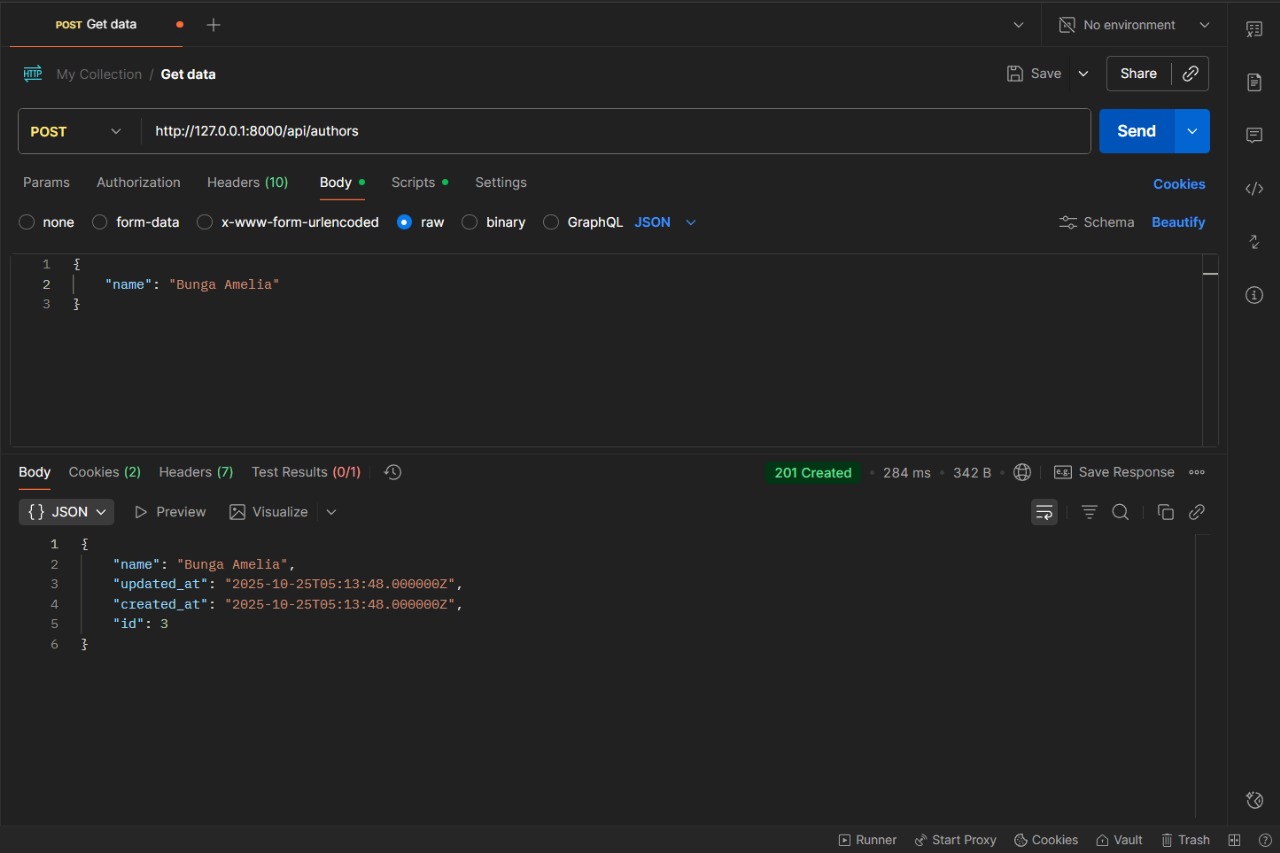 POST Get data
No environment
HTTP My Collection / Get data
Save
Share
POST
http://127.0.0.1:8000/api/authors
Send
Params Authorization Headers (10) Body Scripts Settings
Cookies
none form-data x-www-form-urlencoded raw binary GraphQL JSON
Schema
Beautify
1 {
2 "name": "Bunga Amelia"
3 }
Body Cookies (2) Headers (7) Test Results (0/1)
201 Created • 284 ms • 342 B •
e.g. Save Response
{} JSON
Preview
Visualize
1 {
2 "name": "Bunga Amelia",
3 "updated_at": "2025-10-25T05:13:48.000000Z",
4 "created_at": "2025-10-25T05:13:48.000000Z",
5 "id": 3
6 }
Runner Start Proxy Cookies Vault Trash